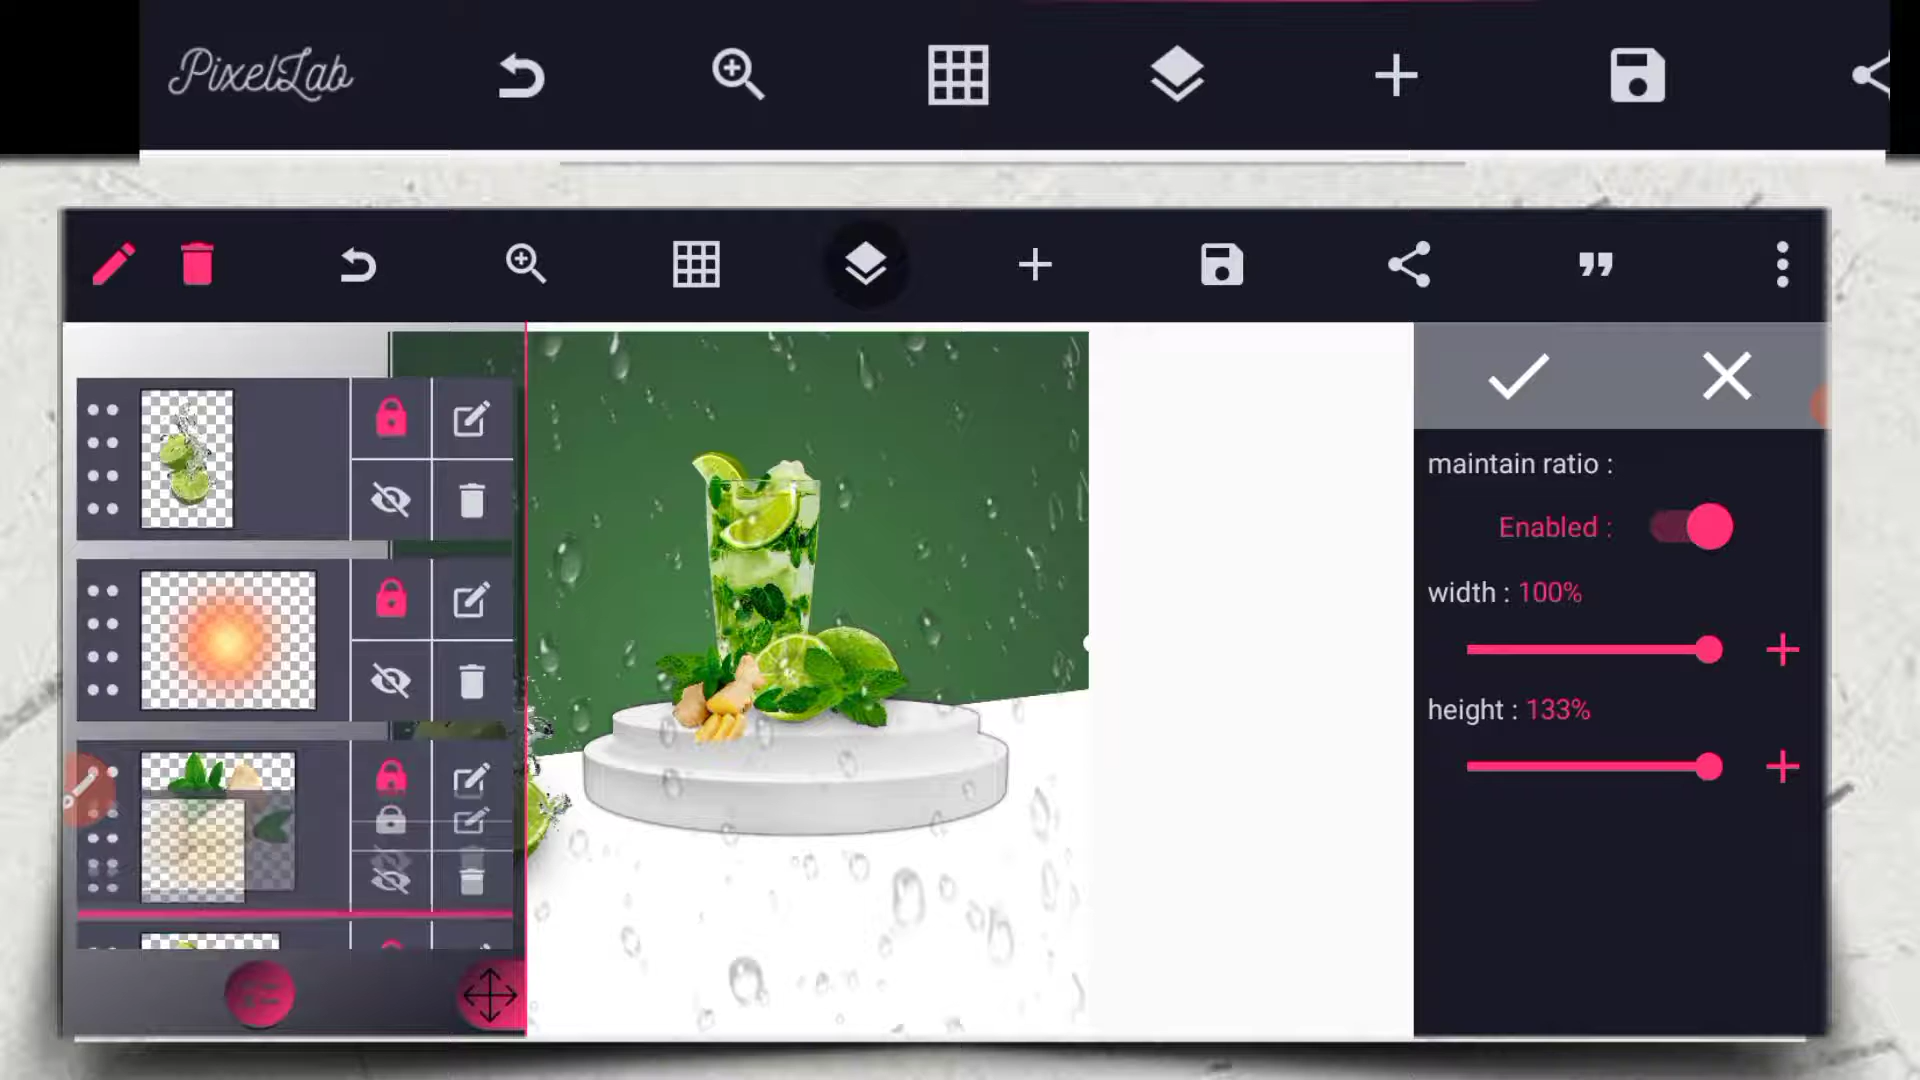 PixelLab
maintain ratio :
Enabled :
width : 100%
height : 133%